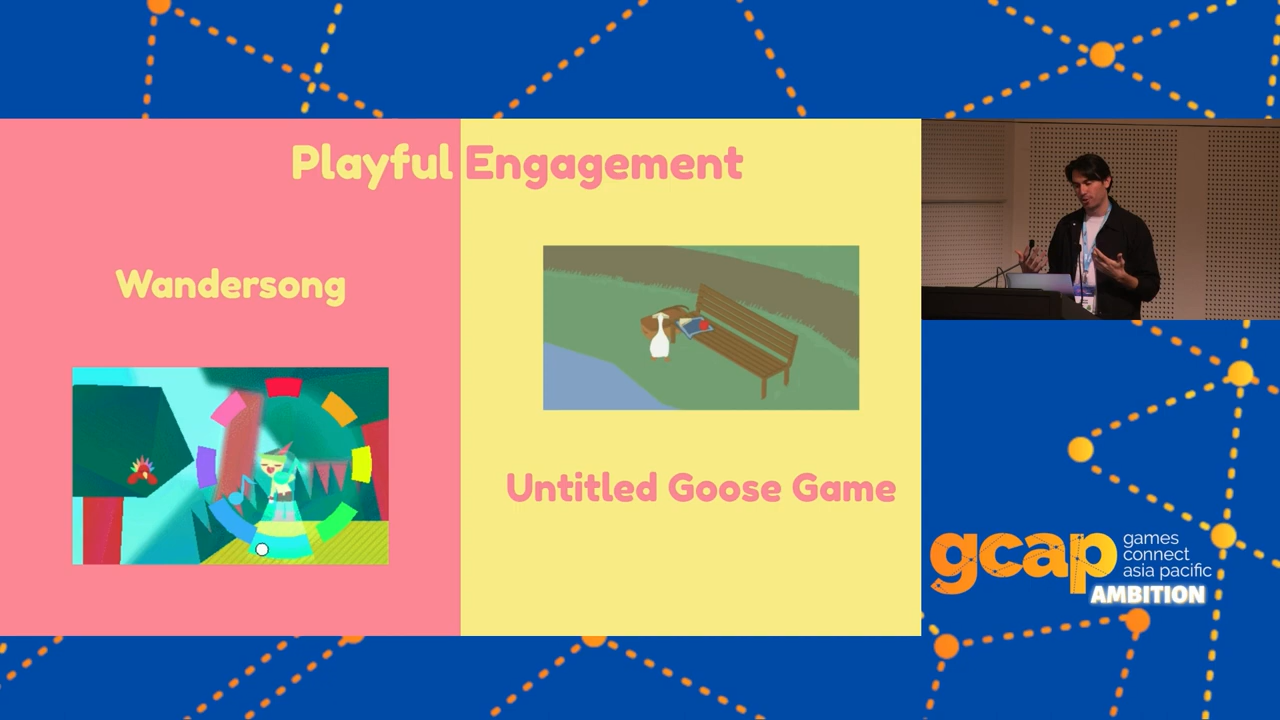 Playful Engagement
Wandersong
Untitled Goose Game
gcap games
connect
asia pacific
AMBITION